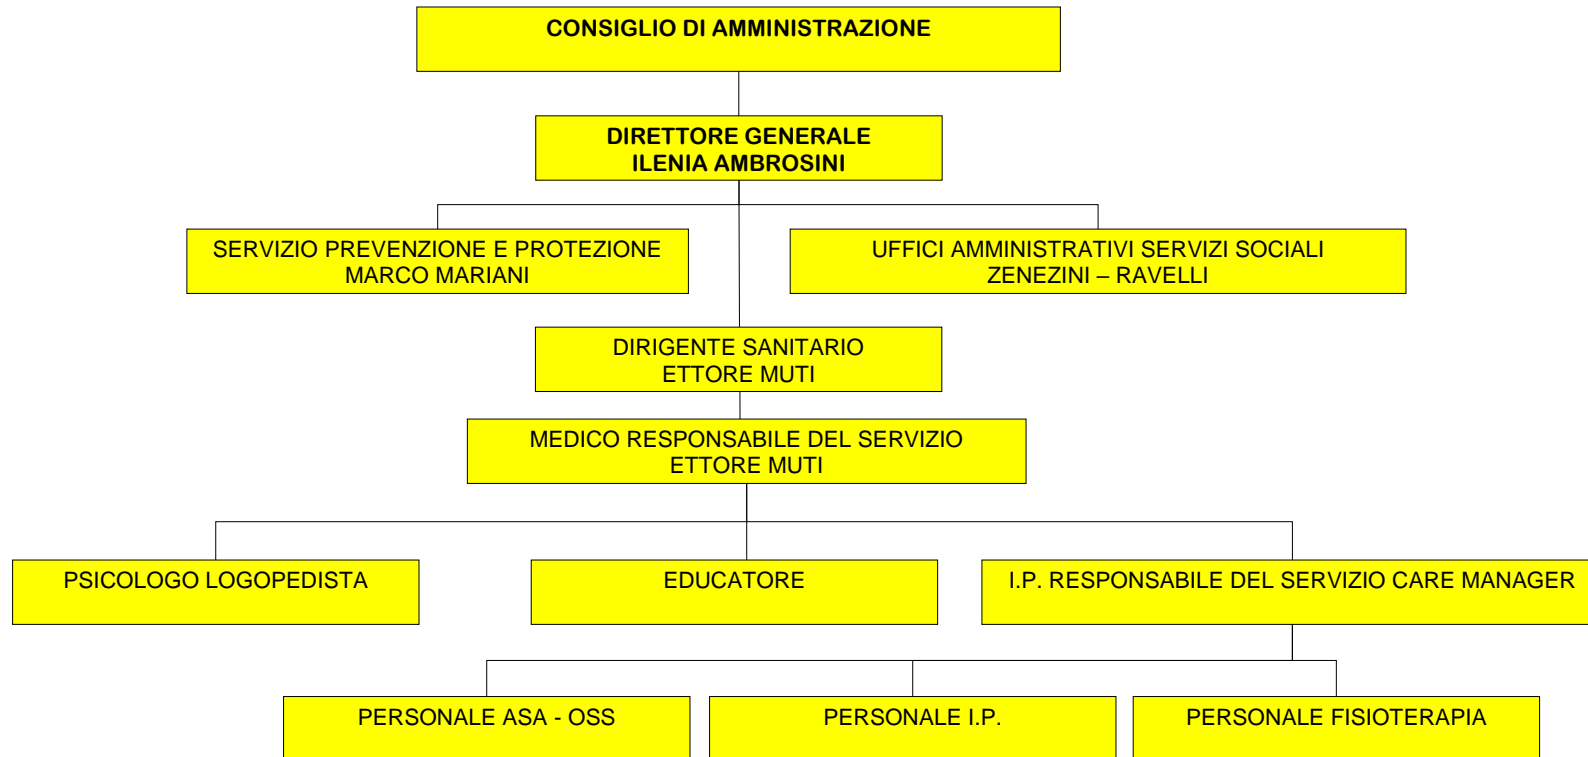 CONSIGLIO DI AMMINISTRAZIONE
DIRETTORE GENERALE
ILENIA AMBROSINI
SERVIZIO PREVENZIONE E PROTEZIONE
MARCO MARIANI
UFFICI AMMINISTRATIVI SERVIZI SOCIALI
ZENEZINI – RAVELLI
DIRIGENTE SANITARIO
ETTORE MUTI
MEDICO RESPONSABILE DEL SERVIZIO
ETTORE MUTI
PSICOLOGO LOGOPEDISTA
EDUCATORE
I.P. RESPONSABILE DEL SERVIZIO CARE MANAGER
PERSONALE ASA - OSS
PERSONALE I.P.
PERSONALE FISIOTERAPIA